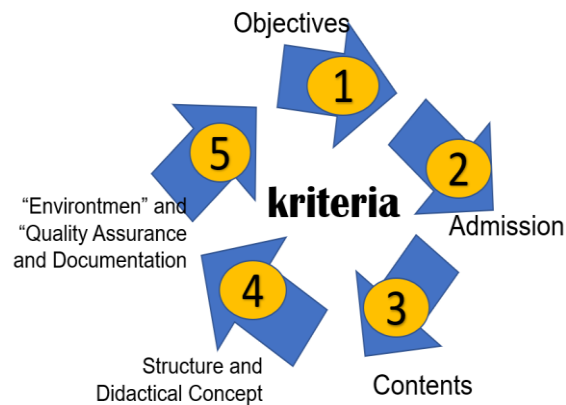 Objectives
1
2
Admission
3
Contents
4
Structure and
Didactical Concept
5
“Environtmen” and
“Quality Assurance
and Documentation
kriteria